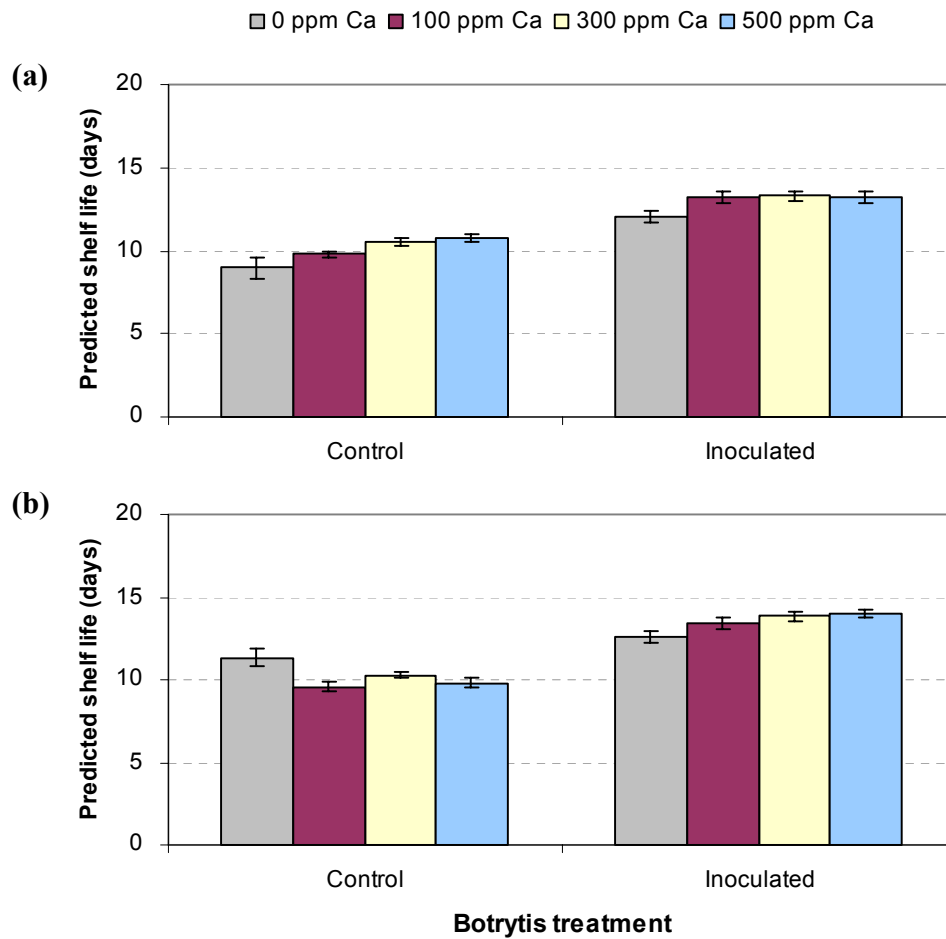 0 ppm Ca 100 ppm Ca 300 ppm Ca 500 ppm Ca
(a)
Predicted shelf life (days)
20
15
10
5
0
Control Inoculated
(b)
Predicted shelf life (days)
20
15
10
5
0
Control Inoculated
Botrytis treatment